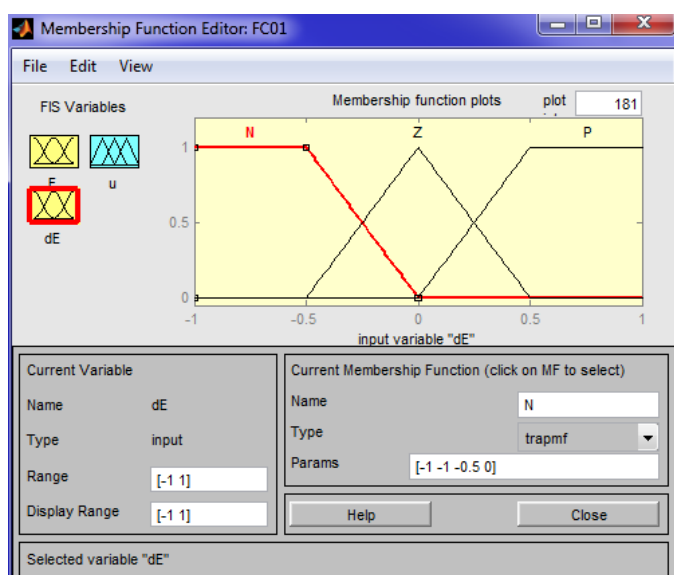 Membership Function Editor: FC01
File Edit View
FIS Variables
Membership function plots
plot
181
N Z P
1
0.5
0
-1 -0.5 0 0.5 1
input variable "dE"
u
dE
Current Variable
Name dE
Type input
Range [-1 1]
Display Range [-1 1]
Current Membership Function (click on MF to select)
Name N
Type trapmf
Params [-1 -1 -0.5 0]
Help Close
Selected variable "dE"